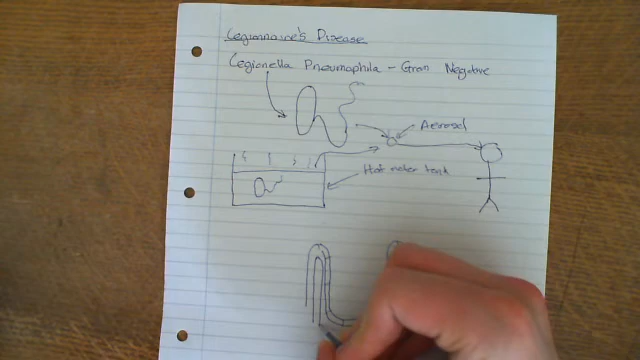 Legionnaire's Disease
Legionella Pneumophila - Gram Negative
Aerosol
Hot water tank